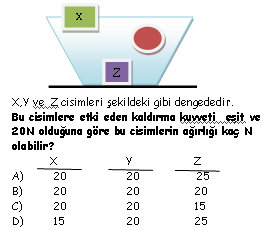 X
Z
X,Y ve Z cisimleri şekildeki gibi dengededir.
Bu cisimlere etki eden kaldırma kuvveti eşit ve
20N olduğuna göre bu cisimlerin ağırlığı kaç N
olabilir?
X Y Z
A) 20 20 25
B) 20 20 20
C) 20 20 15
D) 15 20 25